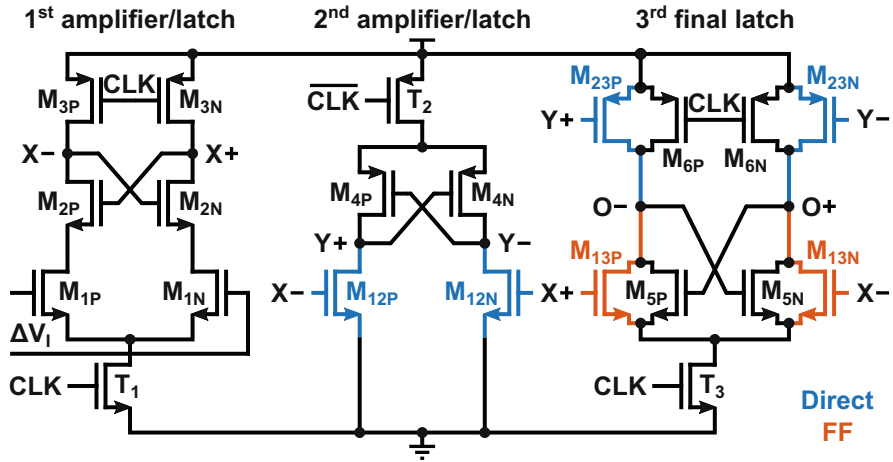 1st amplifier/latch 2nd amplifier/latch 3rd final latch
M3P CLK M3N
CLK T2
M23P CLK M23N
Y+ Y−
M6P M6N
X− X+
M2P M2N
M4P M4N
O− O+
Y+ Y−
M1P M1N
X− M12P M12N X+
M13P M13N
M5P M5N
X−
ΔVI
CLK T1
CLK T3
Direct
FF